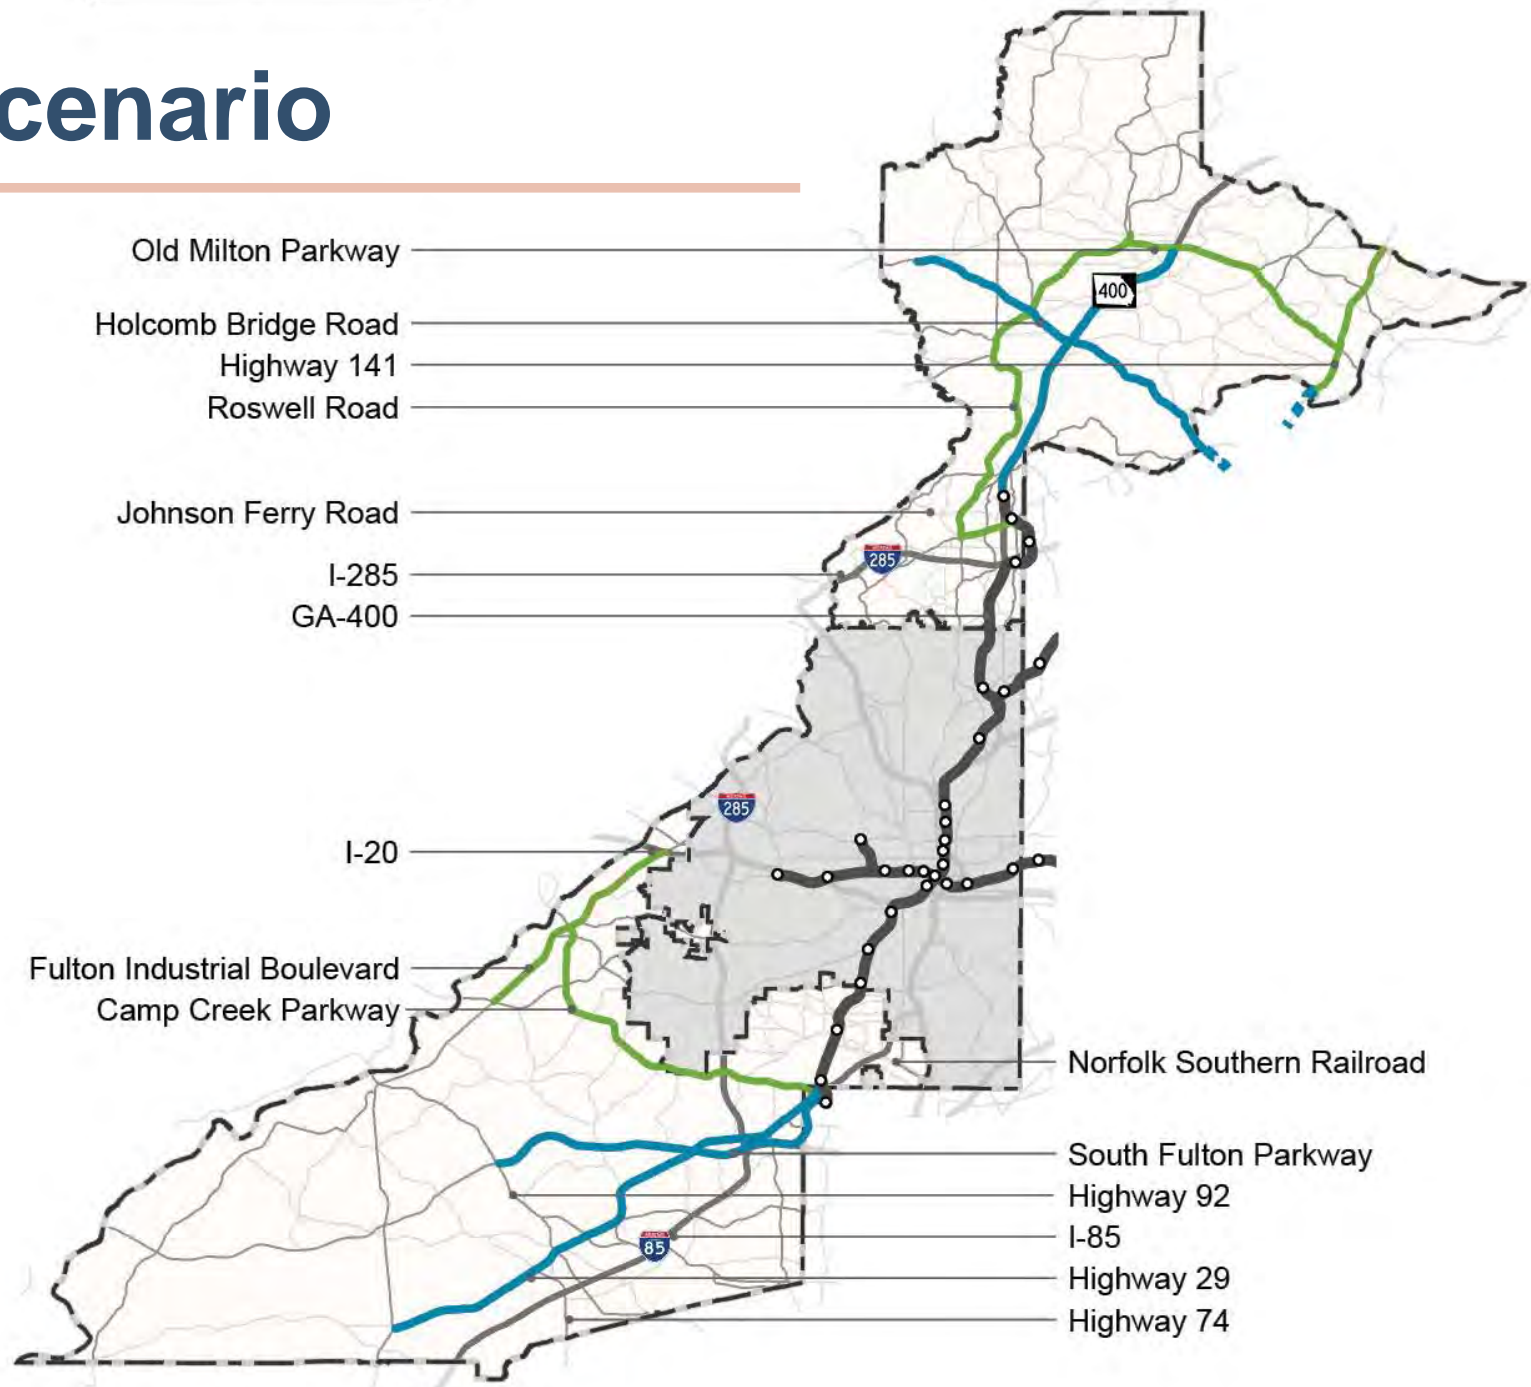 cenario
Old Milton Parkway
Holcomb Bridge Road
Highway 141
Roswell Road
Johnson Ferry Road
I-285
GA-400
I-20
Fulton Industrial Boulevard
Camp Creek Parkway
400
285
285
85
Norfolk Southern Railroad
South Fulton Parkway
Highway 92
I-85
Highway 29
Highway 74